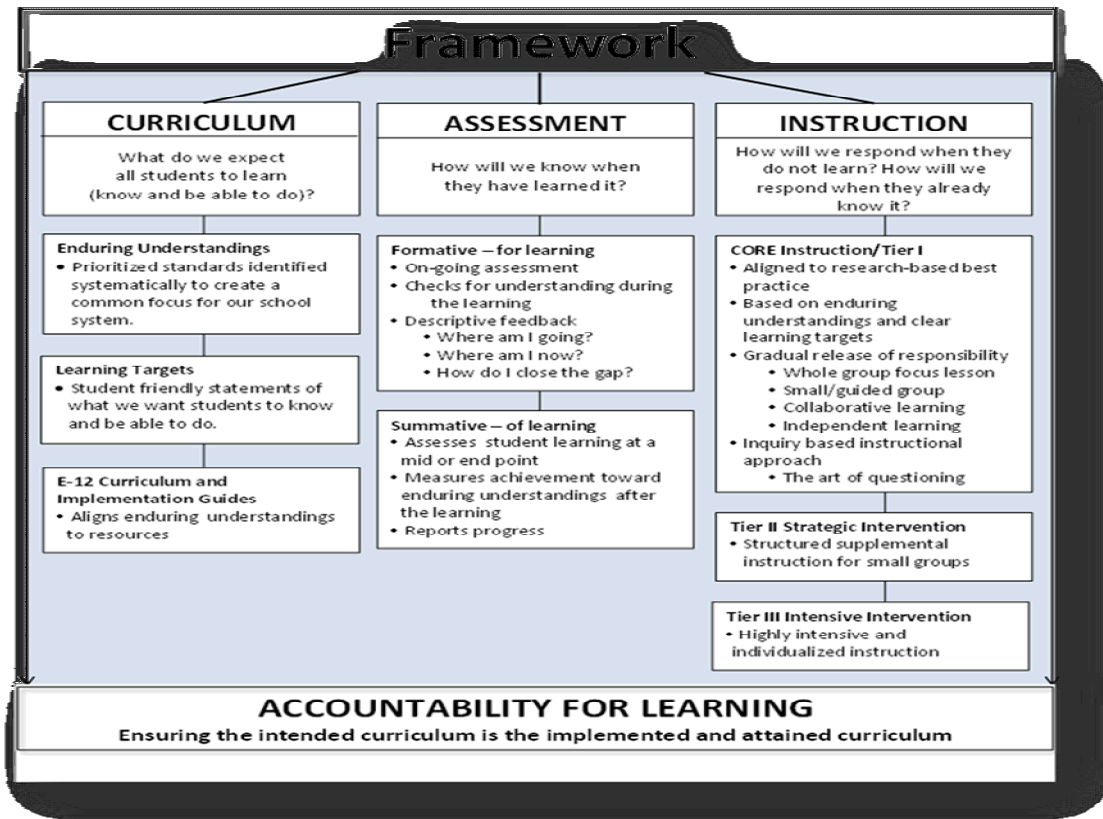 Framework
CURRICULUM
What do we expect
all students to learn
(know and be able to do)?
Enduring Understandings
• Prioritized standards identified
systematically to create a
common focus for our school
system.
Learning Targets
• Student friendly statements of
what we want students to know
and be able to do.
E-12 Curriculum and
Implementation Guides
• Aligns enduring understandings
to resources
ASSESSMENT
How will we know when
they have learned it?
Formative – for learning
• On-going assessment
• Checks for understanding during
the learning
• Descriptive feedback
• Where am I going?
• Where am I now?
• How do I close the gap?
Summative – of learning
• Assesses student learning at a
mid or end point
• Measures achievement toward
enduring understandings after
the learning
• Reports progress
INSTRUCTION
How will we respond when they
do not learn? How will we
respond when they already
know it?
CORE Instruction/Tier I
• Aligned to research-based best
practice
• Based on enduring
understandings and clear
learning targets
• Gradual release of responsibility
• Whole group focus lesson
• Small/guided group
• Collaborative learning
• Independent learning
• Inquiry based instructional
approach
• The art of questioning
Tier II Strategic Intervention
• Structured supplemental
instruction for small groups
Tier III Intensive Intervention
• Highly intensive and
individualized instruction
ACCOUNTABILITY FOR LEARNING
Ensuring the intended curriculum is the implemented and attained curriculum